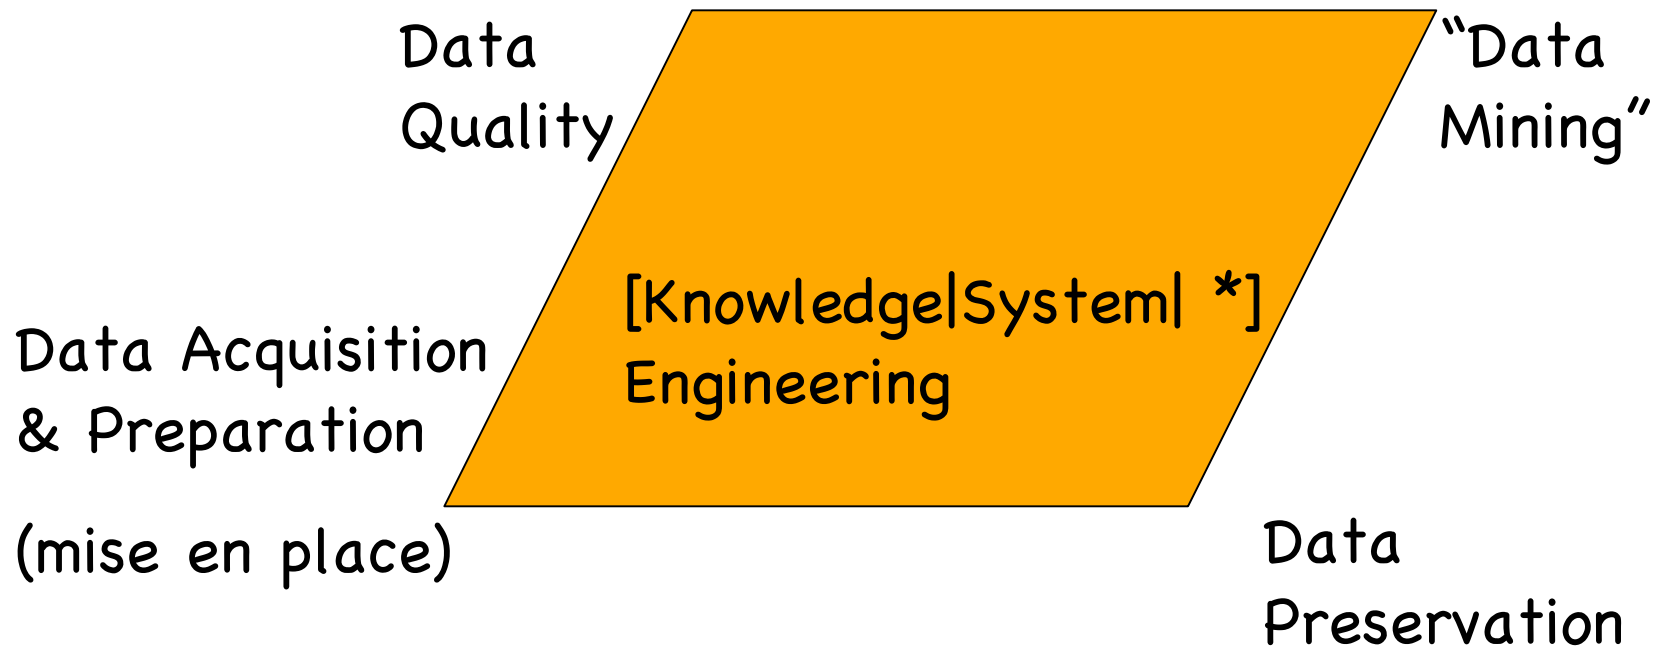 Data
Quality
“Data
Mining”
[Knowledge|System| *]
Engineering
Data Acquisition
& Preparation
(mise en place)
Data
Preservation